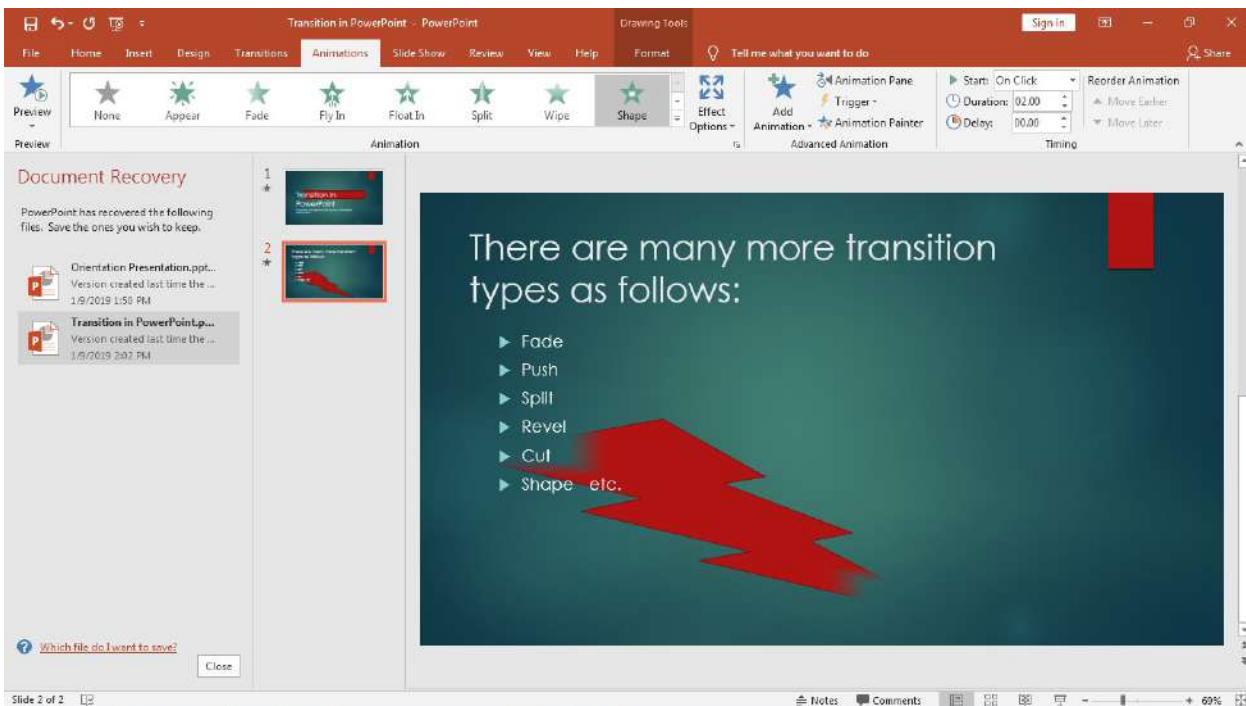 Transition in PowerPoint - PowerPoint
Drawing Tools
Sign in
File Home Insert Design Transitions Animations Slide Show Review View Help Format Tell me what you want to do Share
Preview
None Appear Fade Fly In Float In Split Wipe Shape
Effect Options
Add Animation
Animation Pane
Trigger
Animation Painter
Start: On Click
Duration: 02.00
Delay: 00.00
Reorder Animation
Move Earlier
Move Later
Preview Animation Advanced Animation Timing
Document Recovery
PowerPoint has recovered the following
files. Save the ones you wish to keep.
Orientation Presentation.ppt...
Version created last time the ...
1/9/2019 1:50 PM
Transition in PowerPoint.p...
Version created last time the ...
1/9/2019 2:02 PM
Which file do I want to save?
Close
1
Transition in
PowerPoint
2
There are many more transition
types as follows:
Fade
Push
Split
Revel
Cut
Shape etc.
Slide 2 of 2
Notes Comments 69%